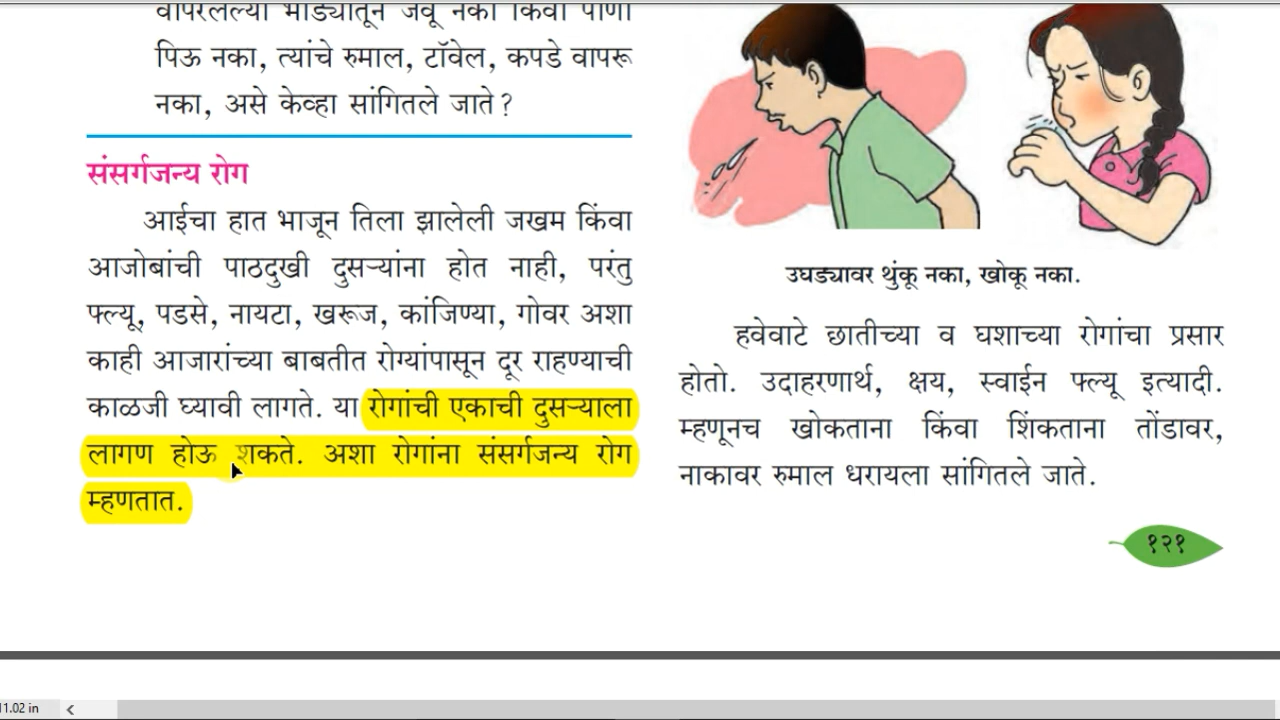 वापरलेल्या भांड्यातून जेवू नका किंवा पाणी
पिऊ नका, त्यांचे रुमाल, टॉवेल, कपडे वापरू
नका, असे केव्हा सांगितले जाते?
संसर्गजन्य रोग
आईचा हात भाजून तिला झालेली जखम किंवा
आजोबांची पाठदुखी दुसऱ्यांना होत नाही, परंतु
फ्ल्यू, पडसे, नायटा, खरूज, कांजिण्या, गोवर अशा
काही आजारांच्या बाबतीत रोग्यांपासून दूर राहण्याची
काळजी घ्यावी लागते. या रोगांची एकाची दुसऱ्याला
लागण होऊ शकते. अशा रोगांना संसर्गजन्य रोग
म्हणतात.
उघड्यावर थुंकू नका, खोकू नका.
हवेवाटे छातीच्या व घशाच्या रोगांचा प्रसार
होतो. उदाहरणार्थ, क्षय, स्वाईन फ्ल्यू इत्यादी.
म्हणूनच खोकताना किंवा शिंकताना तोंडावर,
नाकावर रुमाल धरायला सांगितले जाते.
१२१
11.02 in